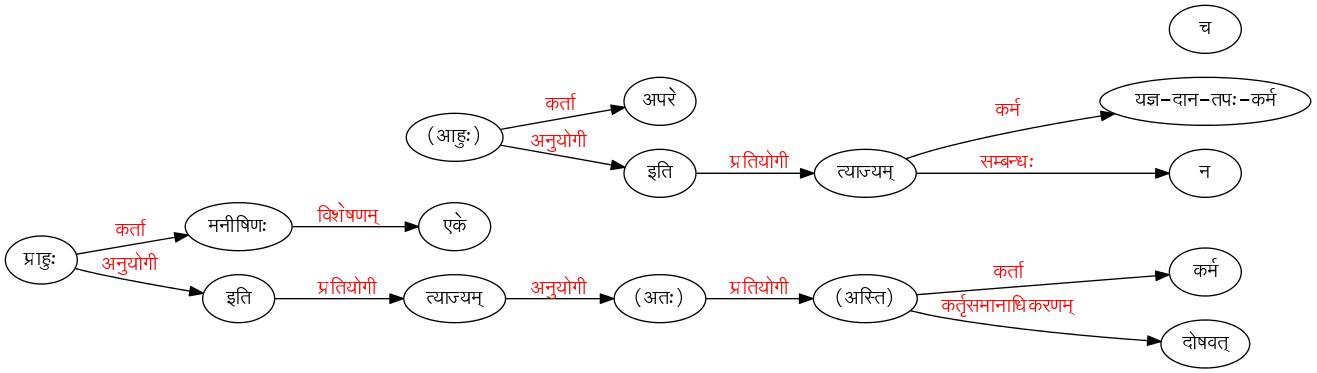 च
कर्ता अपरे कर्म यज्ञ-दान-तपः-कर्म
(आहुः) अनुयोगी इति प्रतियोगी त्याज्यम् सम्बन्धः न
कर्ता मनीषिणः विशेषणम् एके
प्राहुः अनुयोगी इति प्रतियोगी त्याज्यम् अनुयोगी (अतः) प्रतियोगी (अस्ति) कर्ता कर्म
कर्तृसमानाधिकरणम् दोषवत्